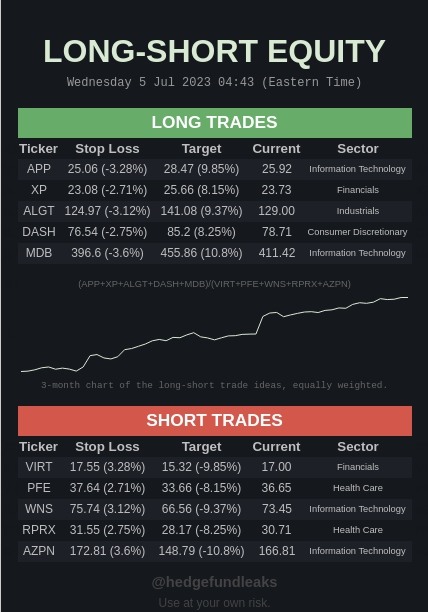 LONG-SHORT EQUITY
Wednesday 5 Jul 2023 04:43 (Eastern Time)
LONG TRADES
Ticker Stop Loss Target Current Sector
APP 25.06 (-3.28%) 28.47 (9.85%) 25.92 Information Technology
XP 23.08 (-2.71%) 25.66 (8.15%) 23.73 Financials
ALGT 124.97 (-3.12%) 141.08 (9.37%) 129.00 Industrials
DASH 76.54 (-2.75%) 85.2 (8.25%) 78.71 Consumer Discretionary
MDB 396.6 (-3.6%) 455.86 (10.8%) 411.42 Information Technology
(APP+XP+ALGT+DASH+MDB)/(VIRT+PFE+WNS+RPRX+AZPN)
3-month chart of the long-short trade ideas, equally weighted.
SHORT TRADES
Ticker Stop Loss Target Current Sector
VIRT 17.55 (3.28%) 15.32 (-9.85%) 17.00 Financials
PFE 37.64 (2.71%) 33.66 (-8.15%) 36.65 Health Care
WNS 75.74 (3.12%) 66.56 (-9.37%) 73.45 Information Technology
RPRX 31.55 (2.75%) 28.17 (-8.25%) 30.71 Health Care
AZPN 172.81 (3.6%) 148.79 (-10.8%) 166.81 Information Technology
@hedgefundleaks
Use at your own risk.